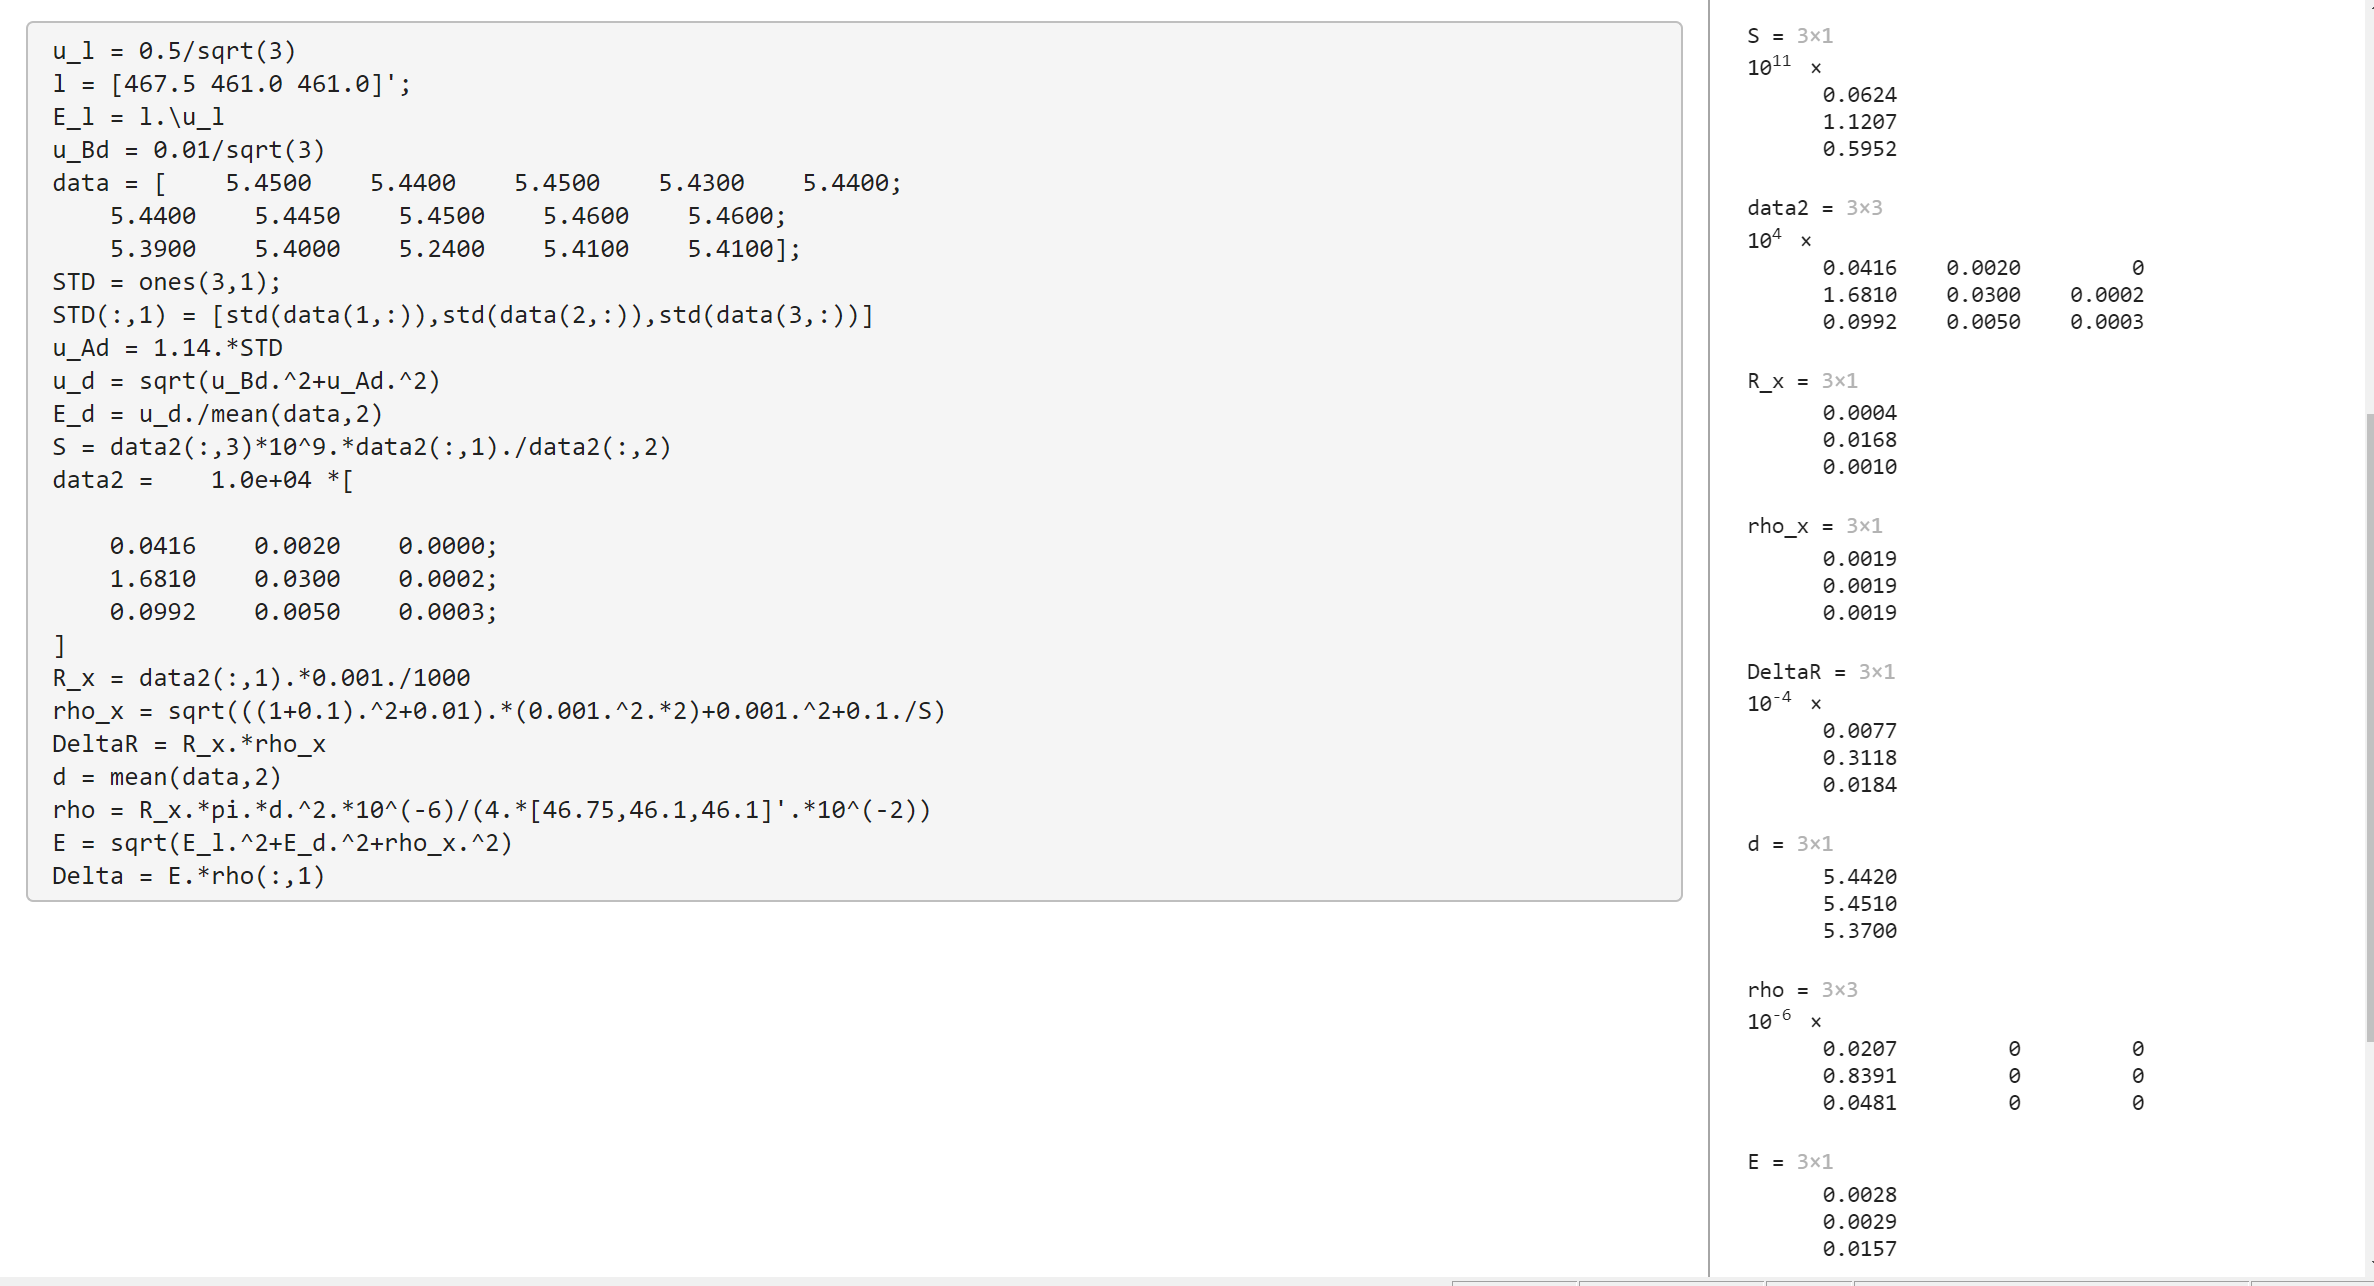 u_l = 0.5/sqrt(3)
l = [467.5 461.0 461.0]';
E_l = l.\u_l
u_Bd = 0.01/sqrt(3)
data = [    5.4500    5.4400    5.4500    5.4300    5.4400;
    5.4400    5.4450    5.4500    5.4600    5.4600;
    5.3900    5.4000    5.2400    5.4100    5.4100];
STD = ones(3,1);
STD(:,1) = [std(data(1,:)),std(data(2,:)),std(data(3,:))]
u_Ad = 1.14.*STD
u_d = sqrt(u_Bd.^2+u_Ad.^2)
E_d = u_d./mean(data,2)
S = data2(:,3)*10^9.*data2(:,1)./data2(:,2)
data2 =    1.0e+04 *[
    0.0416    0.0020    0.0000;
    1.6810    0.0300    0.0002;
    0.0992    0.0050    0.0003;
]
R_x = data2(:,1).*0.001./1000
rho_x = sqrt(((1+0.1).^2+0.01).*(0.001.^2.*2)+0.001.^2+0.1./S)
DeltaR = R_x.*rho_x
d = mean(data,2)
rho = R_x.*pi.*d.^2.*10^(-6)/(4.*[46.75,46.1,46.1]'.*10^(-2))
E = sqrt(E_l.^2+E_d.^2+rho_x.^2)
Delta = E.*rho(:,1)
S = 3×1
10^11 ×
0.0624
1.1207
0.5952
data2 = 3×3
10^4 ×
0.0416    0.0020    0
1.6810    0.0300    0.0002
0.0992    0.0050    0.0003
R_x = 3×1
0.0004
0.0168
0.0010
rho_x = 3×1
0.0019
0.0019
0.0019
DeltaR = 3×1
10^-4 ×
0.0077
0.3118
0.0184
d = 3×1
5.4420
5.4510
5.3700
rho = 3×3
10^-6 ×
0.0207    0    0
0.8391    0    0
0.0481    0    0
E = 3×1
0.0028
0.0029
0.0157